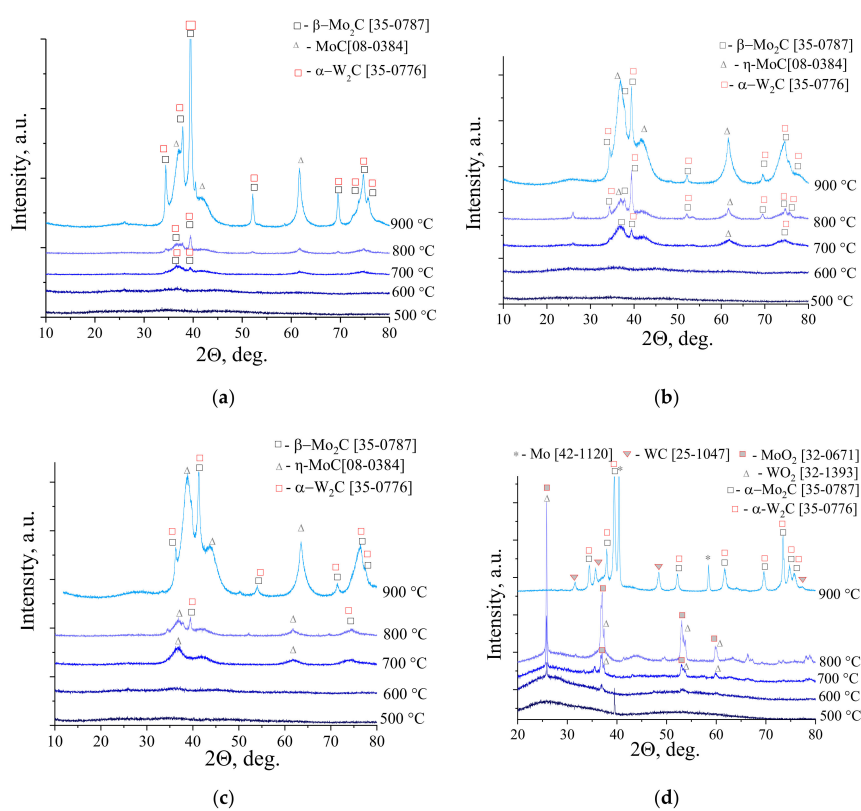 β–Mo2C [35-0787]
- MoC[08-0384]
- α–W2C [35-0776]
900 °C
800 °C
700 °C
600 °C
500 °C
10 20 30 40 50 60 70 80
2Θ, deg.
Intensity, a.u.
(a)
- β–Mo2C [35-0787]
- η-MoC[08-0384]
- α–W2C [35-0776]
900 °C
800 °C
700 °C
600 °C
500 °C
10 20 30 40 50 60 70 80
2Θ, deg.
Intensity, a.u.
(b)
- β–Mo2C [35-0787]
- η-MoC[08-0384]
- α–W2C [35-0776]
900 °C
800 °C
700 °C
600 °C
500 °C
10 20 30 40 50 60 70 80
2Θ, deg.
Intensity, a.u.
(c)
* - Mo [42-1120] - WC [25-1047] - MoO2 [32-0671]
- WO2 [32-1393]
- α–Mo2C [35-0787]
- α-W2C [35-0776]
900 °C
800 °C
700 °C
600 °C
500 °C
20 30 40 50 60 70 80
2Θ, deg.
Intensity, a.u.
(d)